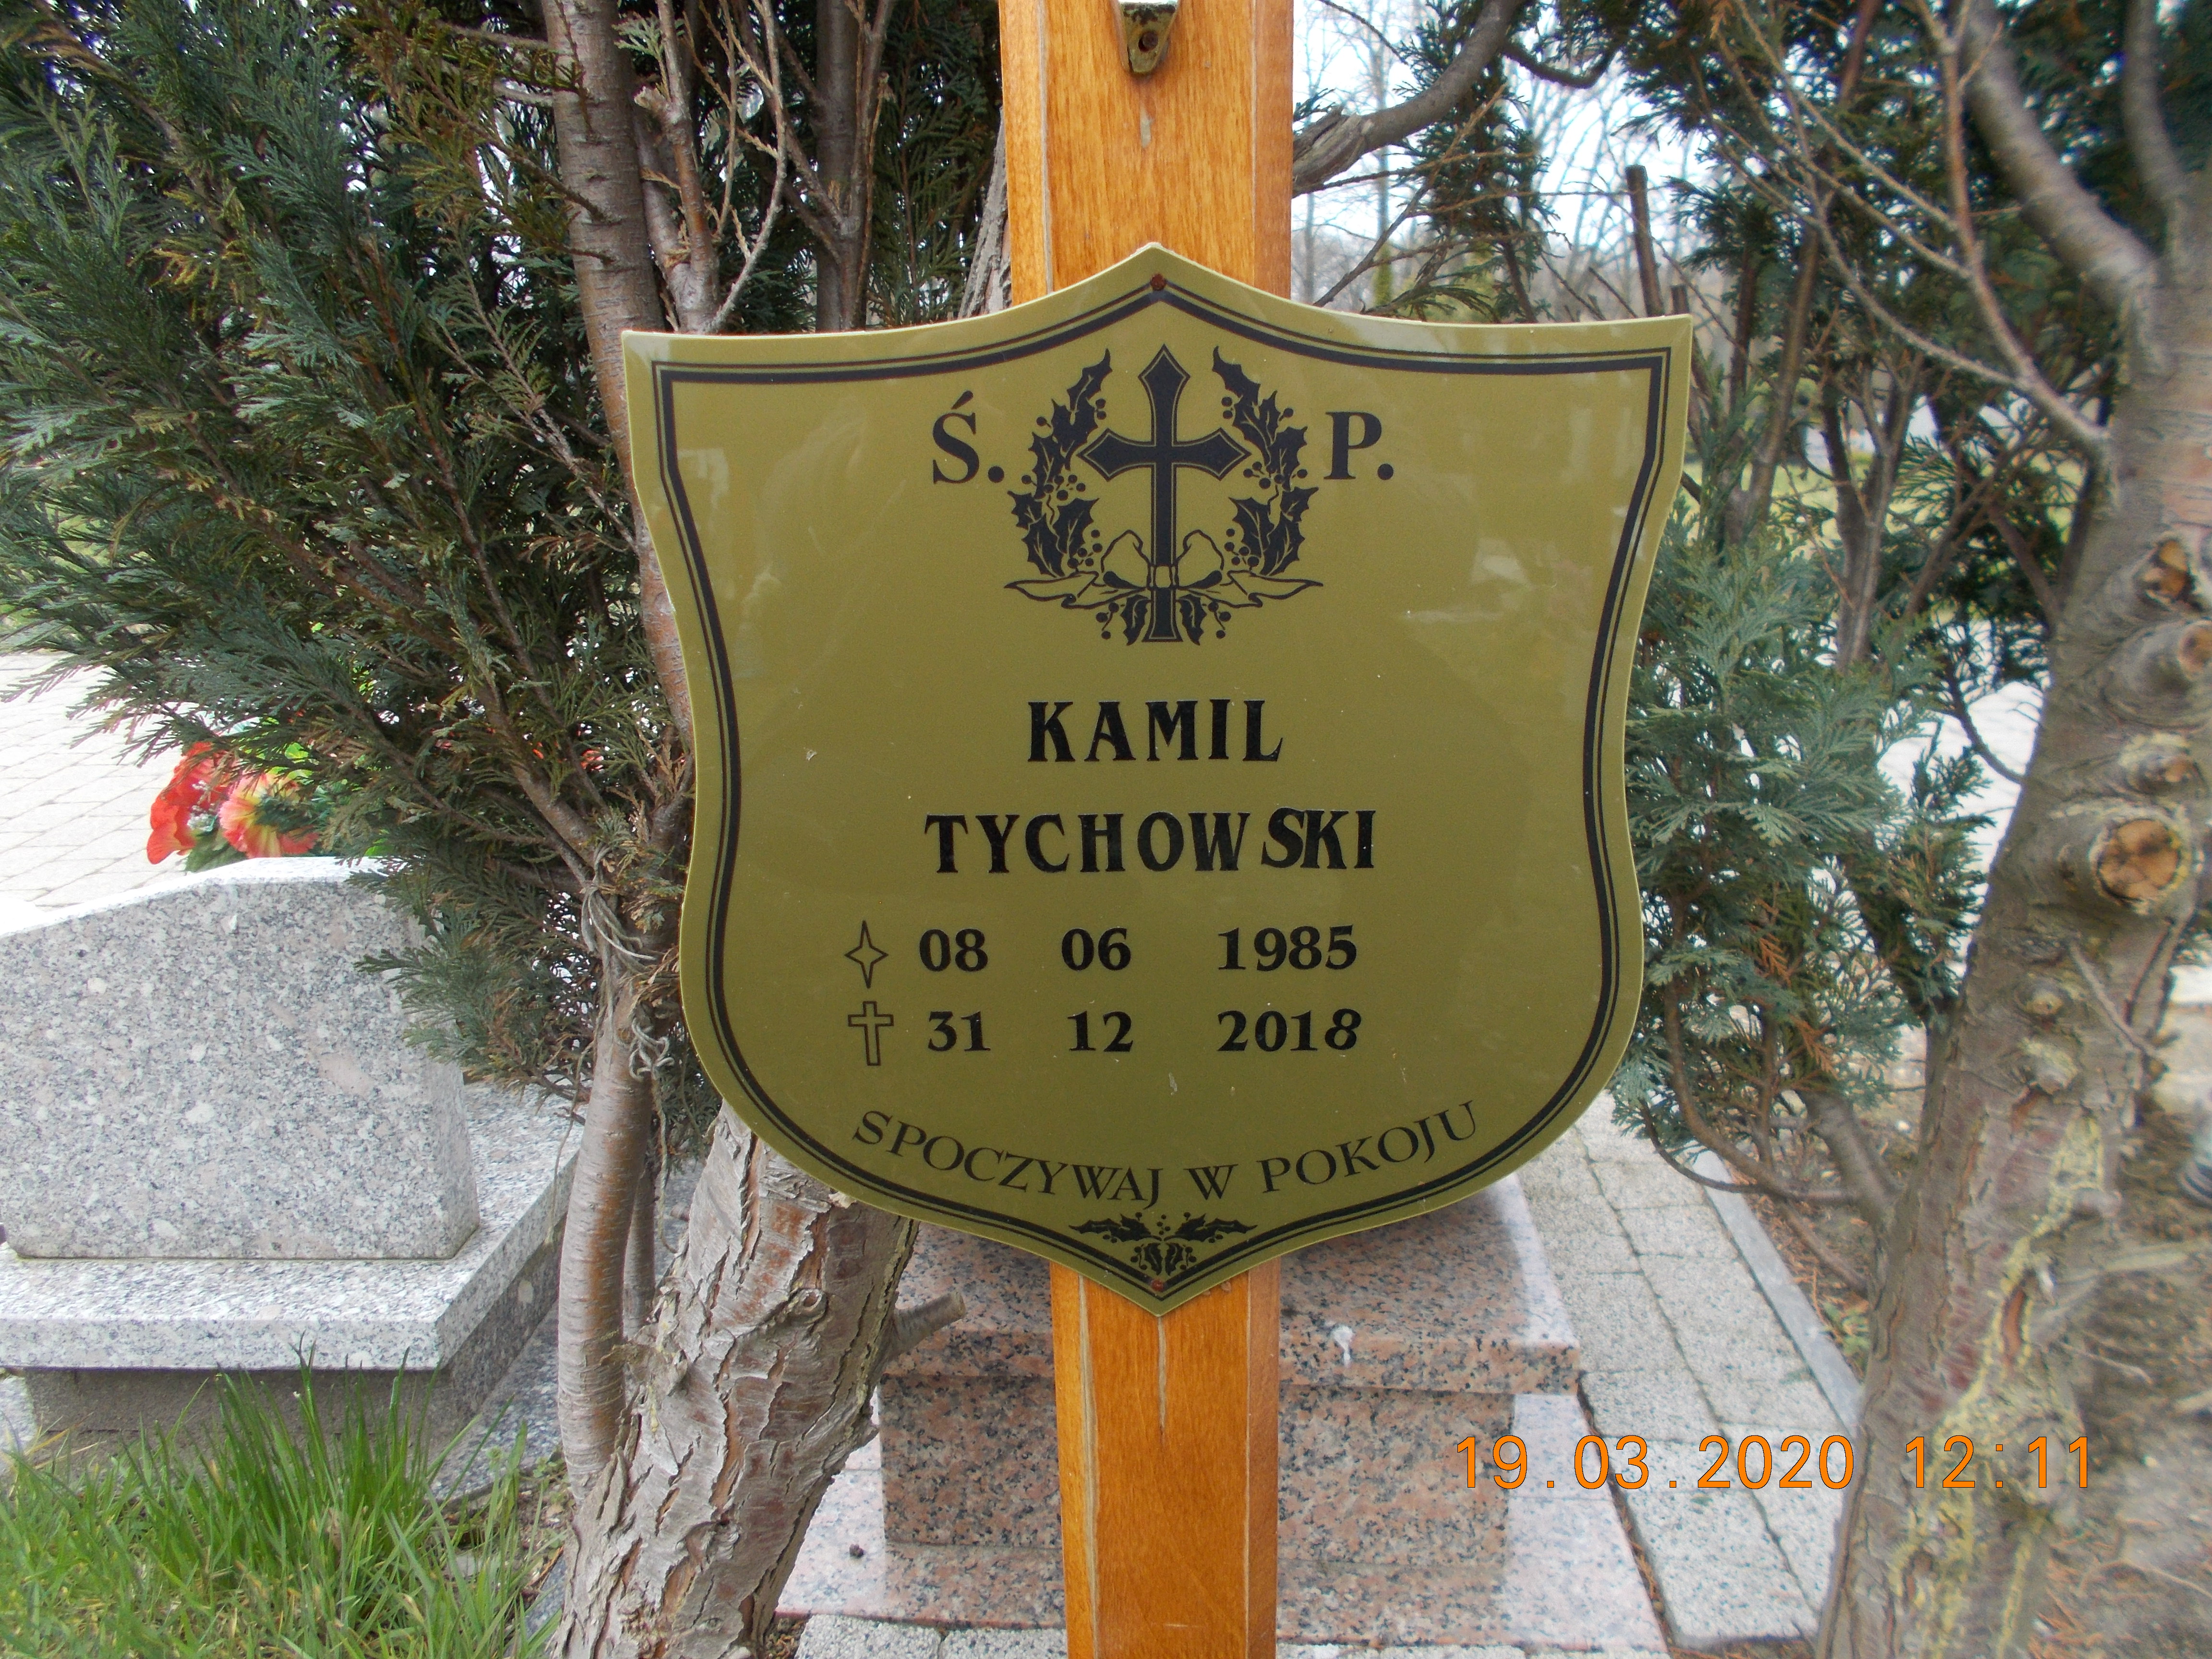 Ś. P.
KAMIL
TYCHOWSKI
08 06 1985
31 12 2018
SPOCZYWAJ W POKOJU
19.03.2020 12:11